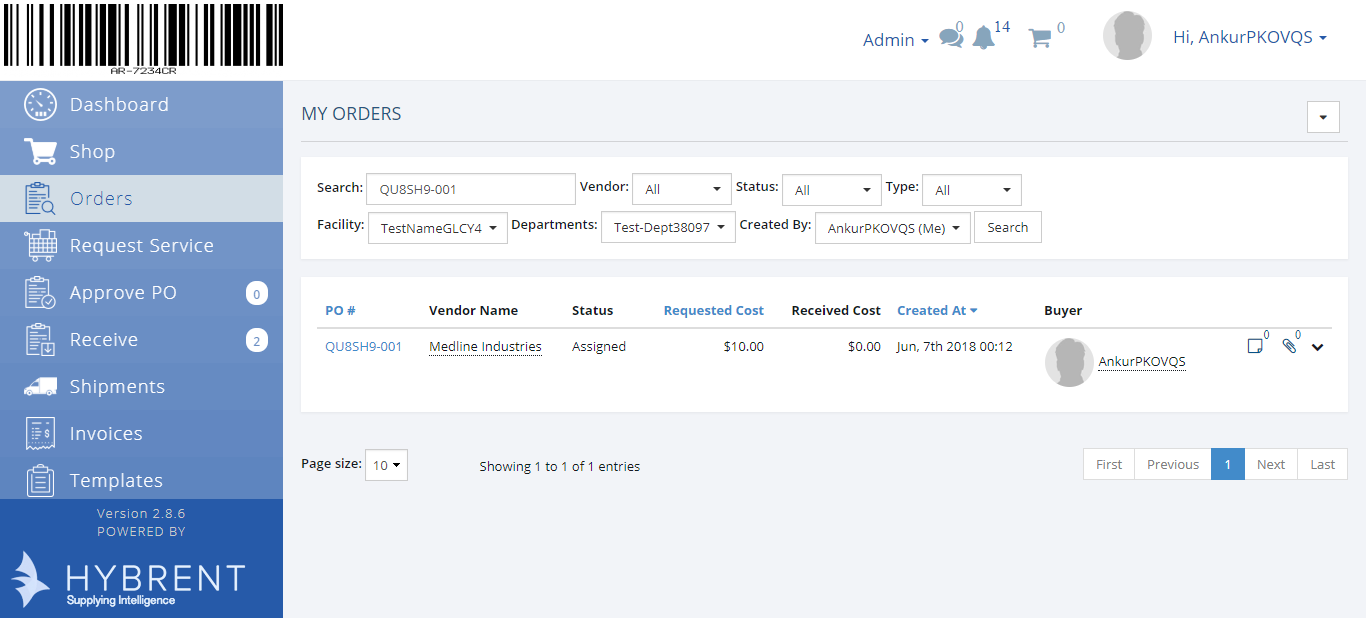 AR-7234CR
Admin 0 14 0 Hi, AnkurPKOVQS
Dashboard
Shop
Orders
Request Service
Approve PO 0
Receive 2
Shipments
Invoices
Templates
Version 2.8.6
POWERED BY
HYBRENT
Supplying Intelligence
MY ORDERS
Search: QU8SH9-001 Vendor: All Status: All Type: All
Facility: TestNameGLCY4 Departments: Test-Dept38097 Created By: AnkurPKOVQS (Me) Search
PO # Vendor Name Status Requested Cost Received Cost Created At Buyer
QU8SH9-001 Medline Industries Assigned $10.00 $0.00 Jun, 7th 2018 00:12 AnkurPKOVQS 0 0
Page size: 10 Showing 1 to 1 of 1 entries First Previous 1 Next Last